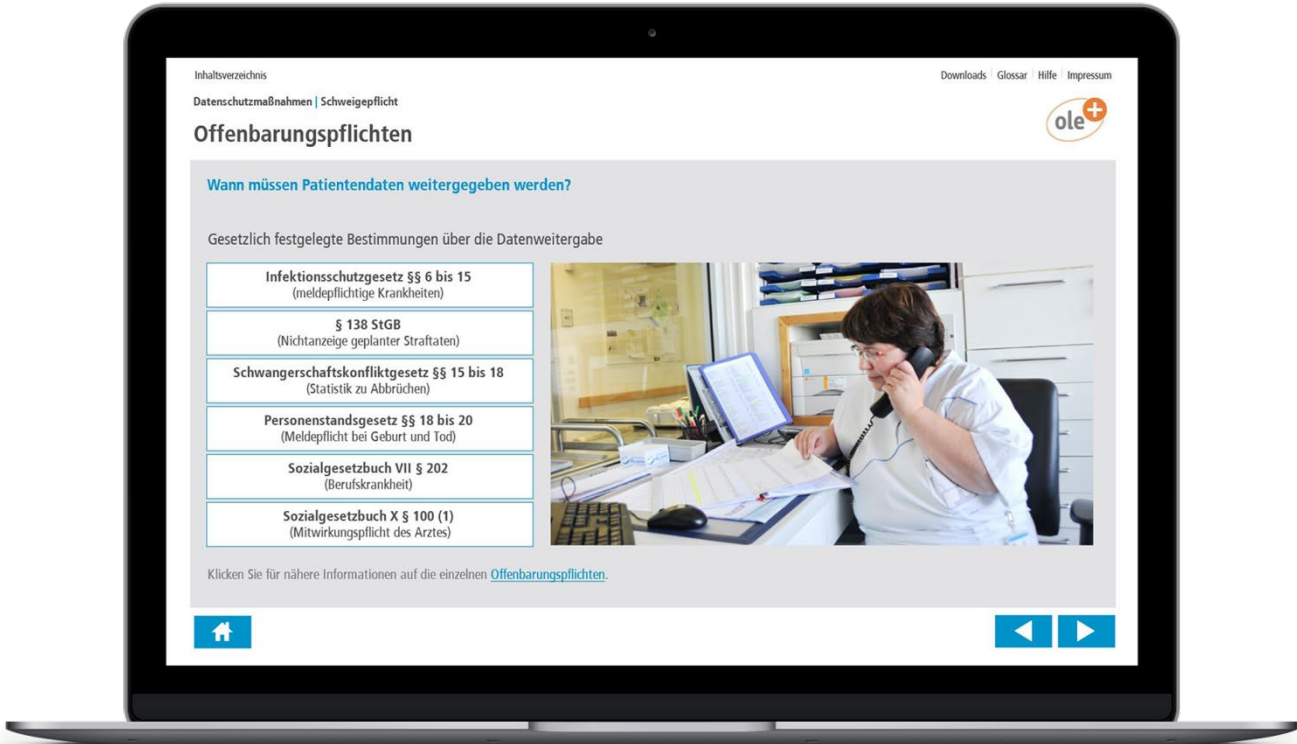 Inhaltsverzeichnis
Downloads Glossar Hilfe Impressum
Datenschutzmaßnahmen | Schweigepflicht
Offenbarungspflichten
ole+
Wann müssen Patientendaten weitergegeben werden?
Gesetzlich festgelegte Bestimmungen über die Datenweitergabe
Infektionsschutzgesetz §§ 6 bis 15
(meldepflichtige Krankheiten)
§ 138 StGB
(Nichtanzeige geplanter Straftaten)
Schwangerschaftskonfliktgesetz §§ 15 bis 18
(Statistik zu Abbrüchen)
Personenstandsgesetz §§ 18 bis 20
(Meldepflicht bei Geburt und Tod)
Sozialgesetzbuch VII § 202
(Berufskrankheit)
Sozialgesetzbuch X § 100 (1)
(Mitwirkungspflicht des Arztes)
Klicken Sie für nähere Informationen auf die einzelnen Offenbarungspflichten.